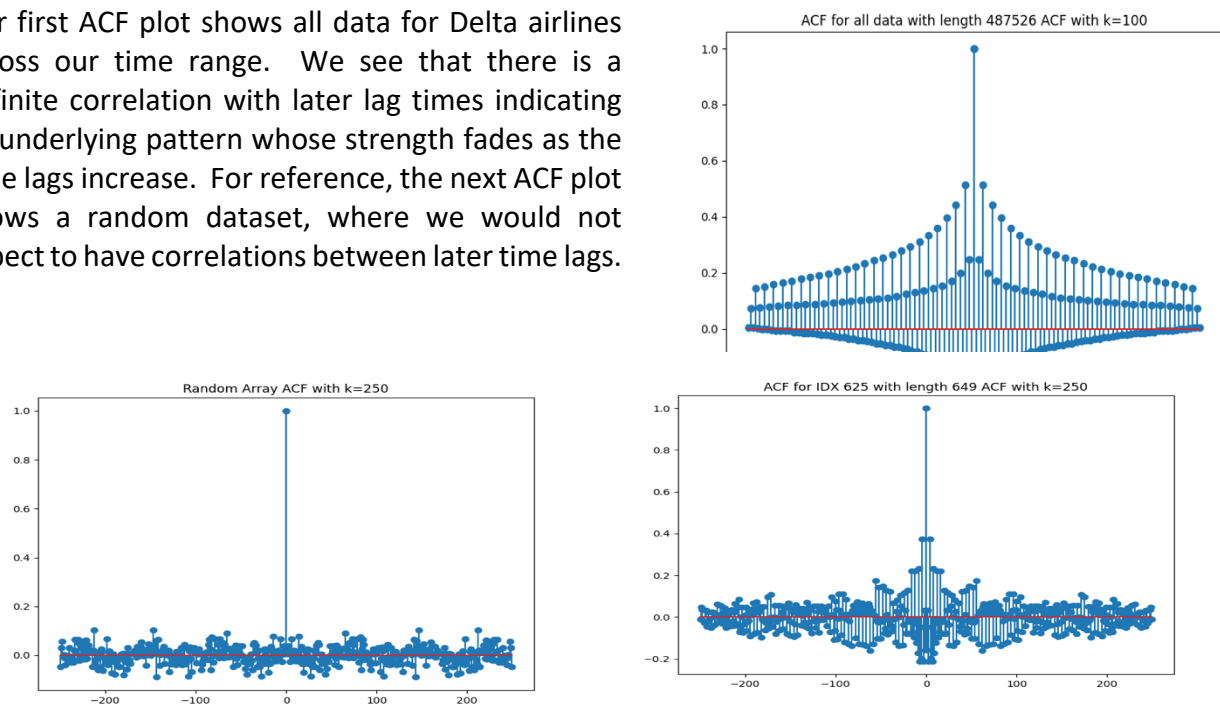 r first ACF plot shows all data for Delta airlines
oss our time range. We see that there is a
finite correlation with later lag times indicating
underlying pattern whose strength fades as the
e lags increase. For reference, the next ACF plot
ows a random dataset, where we would not
pect to have correlations between later time lags.
ACF for all data with length 487526 ACF with k=100
1.0
0.8
0.6
0.4
0.2
0.0
Random Array ACF with k=250
1.0
0.8
0.6
0.4
0.2
0.0
−200 −100 0 100 200
ACF for IDX 625 with length 649 ACF with k=250
1.0
0.8
0.6
0.4
0.2
0.0
−0.2
−200 −100 0 100 200